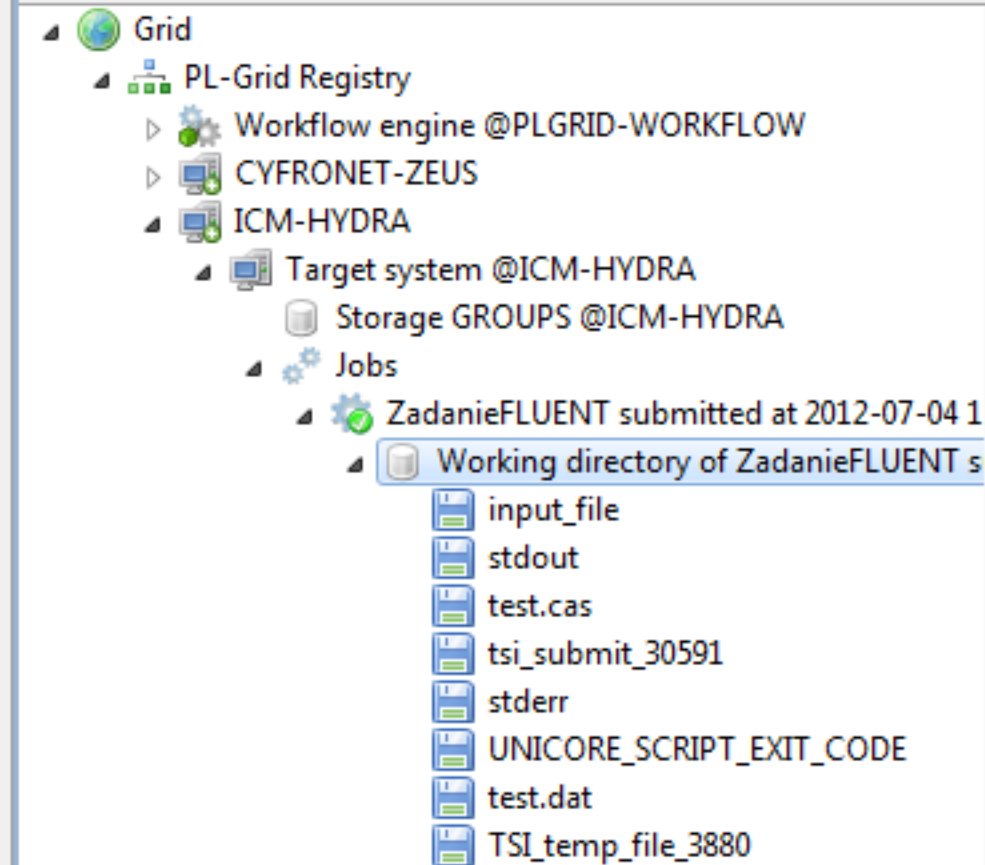 Grid
PL-Grid Registry
Workflow engine @PLGRID-WORKFLOW
CYFRONET-ZEUS
ICM-HYDRA
Target system @ICM-HYDRA
Storage GROUPS @ICM-HYDRA
Jobs
ZadanieFLUENT submitted at 2012-07-04 1
Working directory of ZadanieFLUENT s
input_file
stdout
test.cas
tsi_submit_30591
stderr
UNICORE_SCRIPT_EXIT_CODE
test.dat
TSI_temp_file_3880